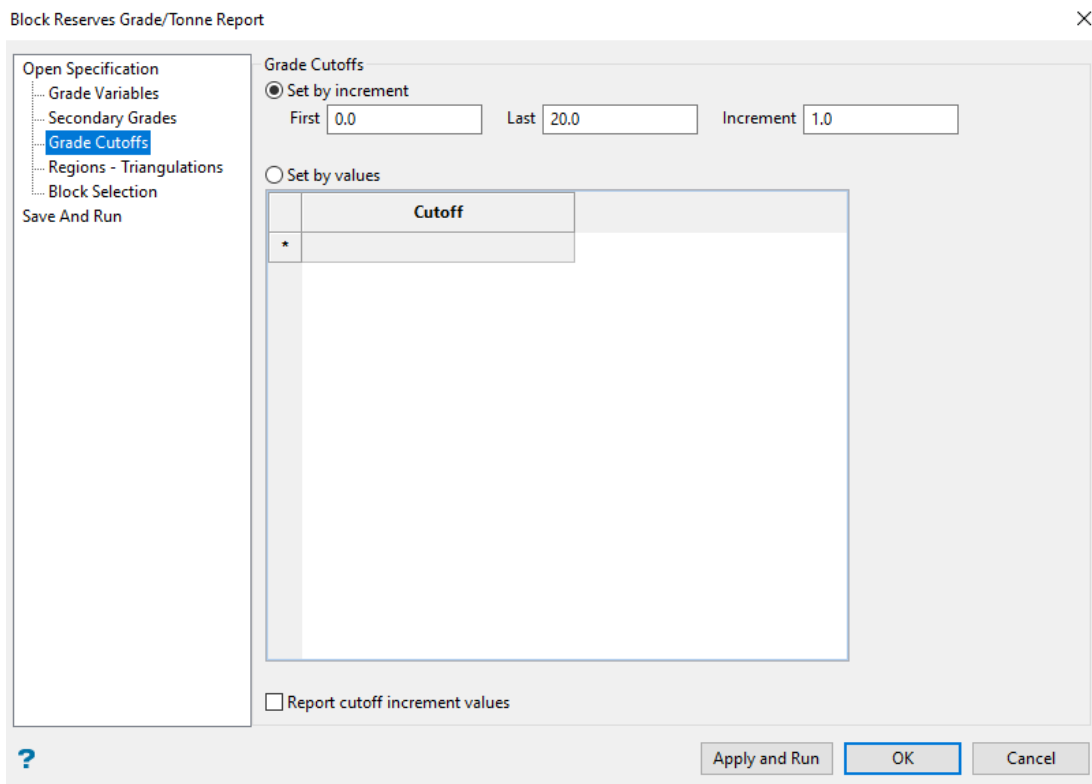 Block Reserves Grade/Tonne Report
Open Specification
Grade Variables
Secondary Grades
Grade Cutoffs
Regions - Triangulations
Block Selection
Save And Run
Grade Cutoffs
Set by increment
First 0.0 Last 20.0 Increment 1.0
Set by values
Cutoff
*
Report cutoff increment values
? Apply and Run OK Cancel